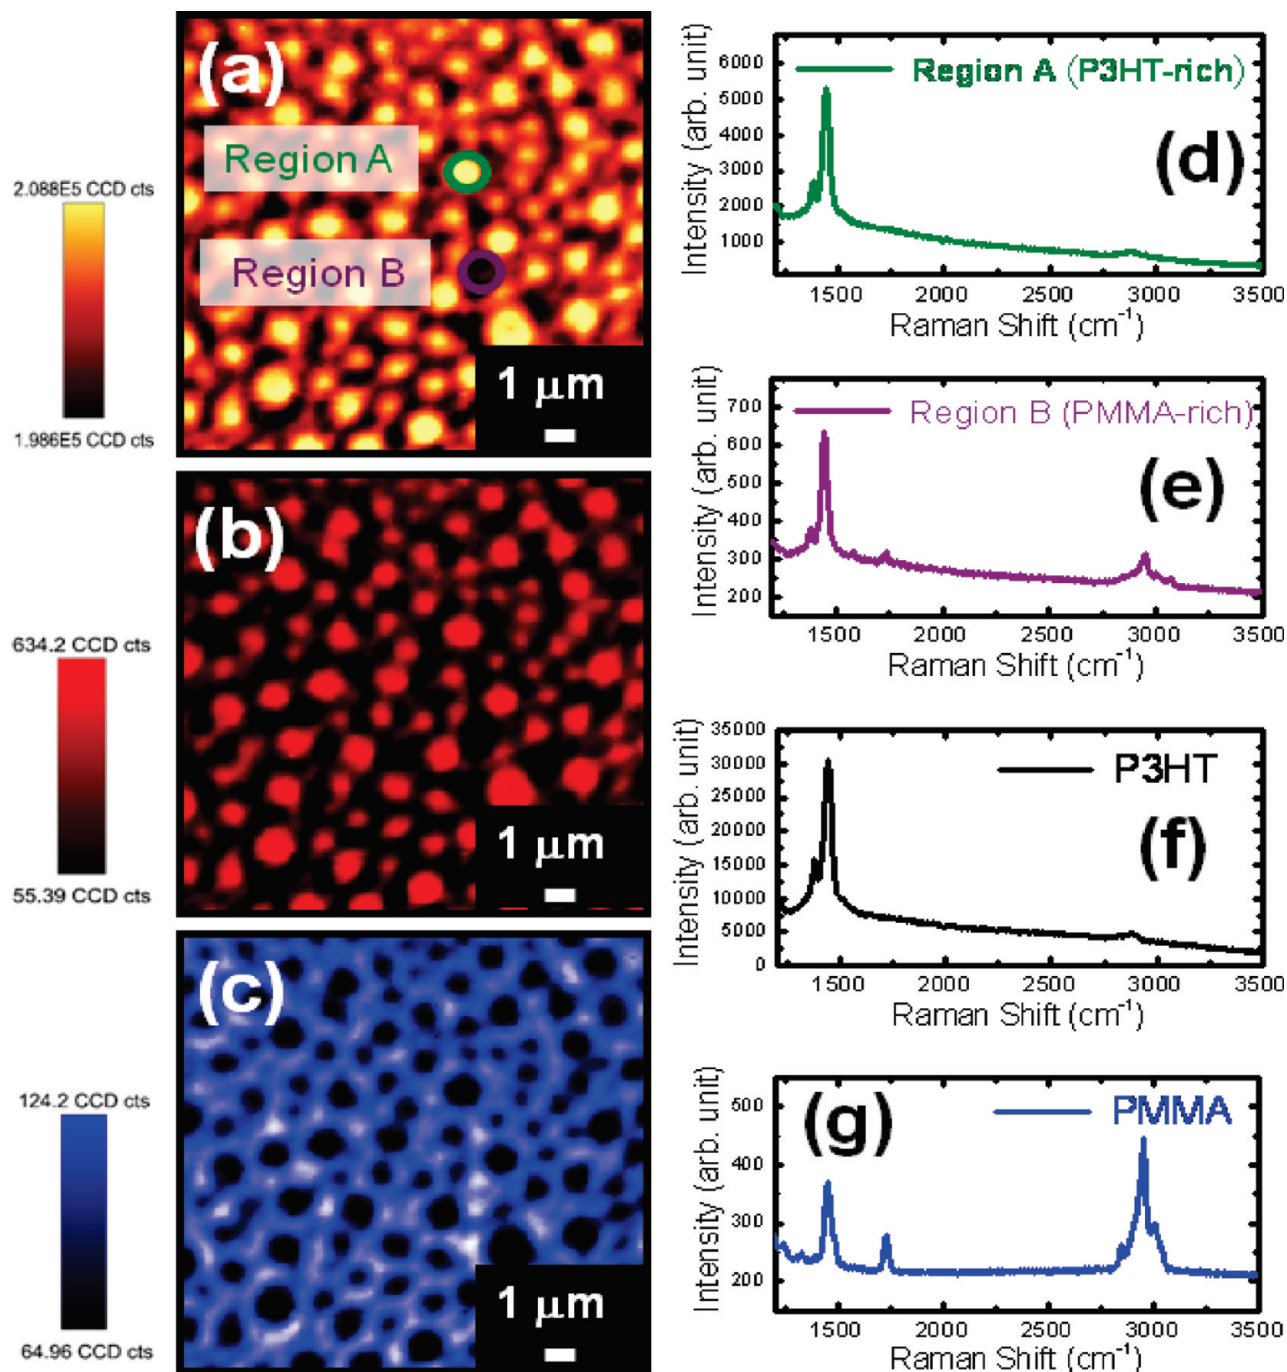 (a)
Region A
Region B
1 μm
2.088E5 CCD cts
1.986E5 CCD cts
(b)
1 μm
634.2 CCD cts
55.39 CCD cts
(c)
1 μm
124.2 CCD cts
64.96 CCD cts
Region A (P3HT-rich)
(d)
Intensity (arb. unit)
6000
5000
4000
3000
2000
1000
1500 2000 2500 3000 3500
Raman Shift (cm⁻¹)
Region B (PMMA-rich)
(e)
Intensity (arb. unit)
700
600
500
400
300
200
1500 2000 2500 3000 3500
Raman Shift (cm⁻¹)
P3HT
(f)
Intensity (arb. unit)
35000
30000
25000
20000
15000
10000
5000
0
1500 2000 2500 3000 3500
Raman Shift (cm⁻¹)
(g)
PMMA
Intensity (arb. unit)
500
400
300
200
1500 2000 2500 3000 3500
Raman Shift (cm⁻¹)